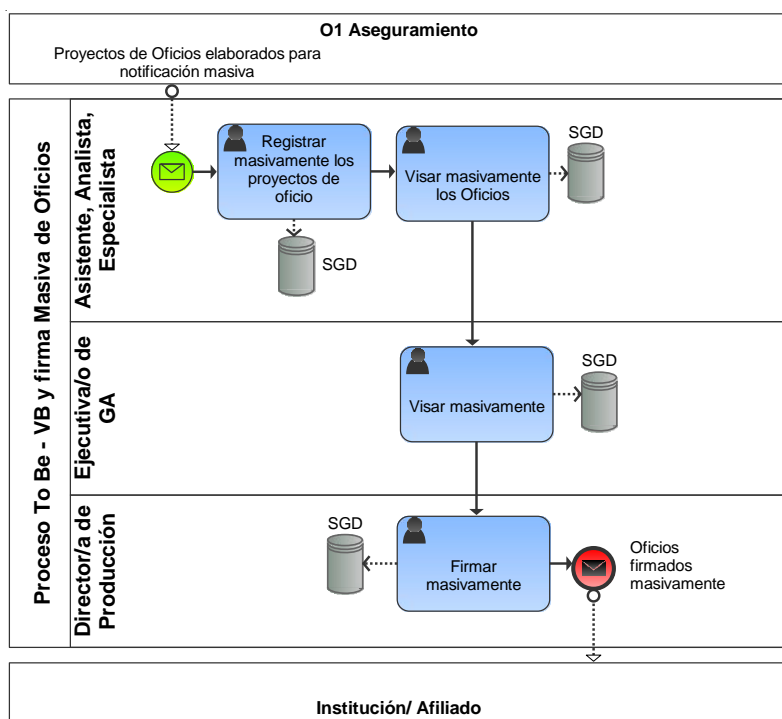 O1 Aseguramiento
Proyectos de Oficios elaborados para
notificación masiva
Proceso To Be - VB y firma Masiva de Oficios
Asistente, Analista,
Especialista
Registrar
masivamente los
proyectos de
oficio
SGD
Visar masivamente
los Oficios
SGD
Ejecutiva/o de
GA
Visar masivamente
SGD
Director/a de
Producción
SGD
Firmar
masivamente
Oficios
firmados
masivamente
Institución/ Afiliado